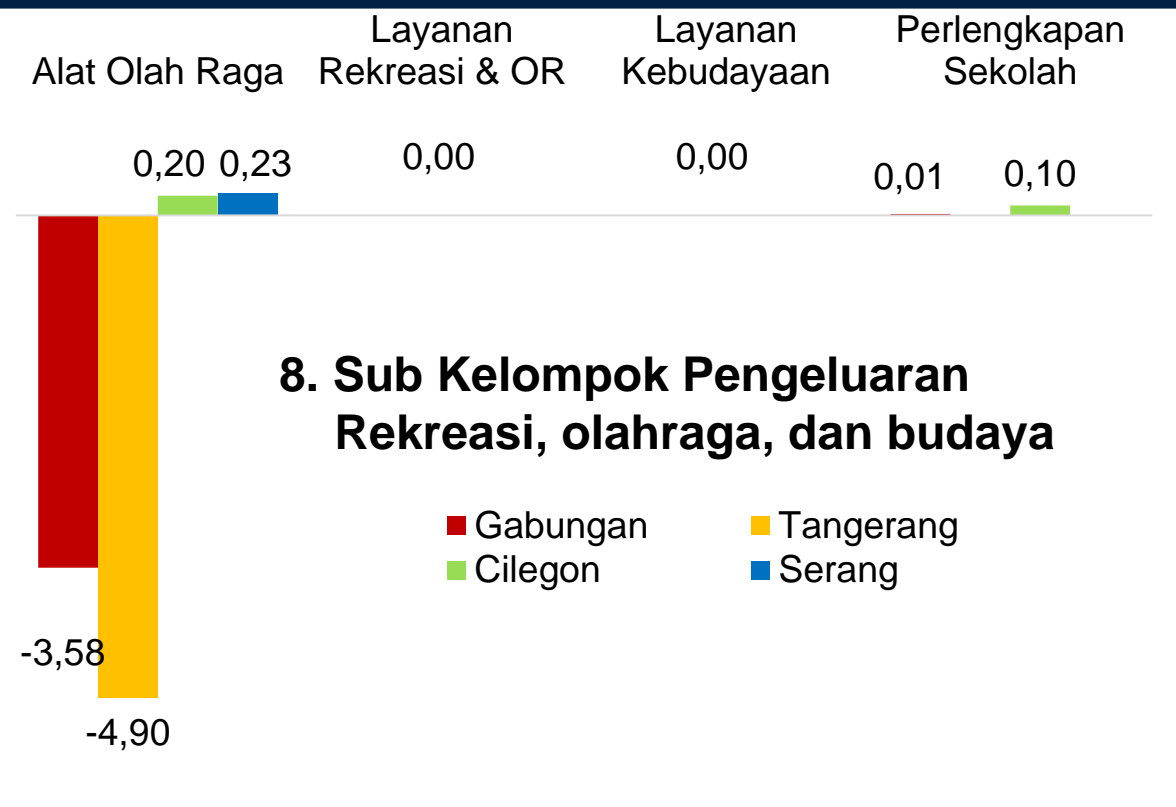 Alat Olah Raga
Layanan
Rekreasi & OR
Layanan
Kebudayaan
Perlengkapan
Sekolah
0,20 0,23
0,00
0,00
0,01
0,10
8. Sub Kelompok Pengeluaran
Rekreasi, olahraga, dan budaya
Gabungan
Tangerang
Cilegon
Serang
-3,58
-4,90